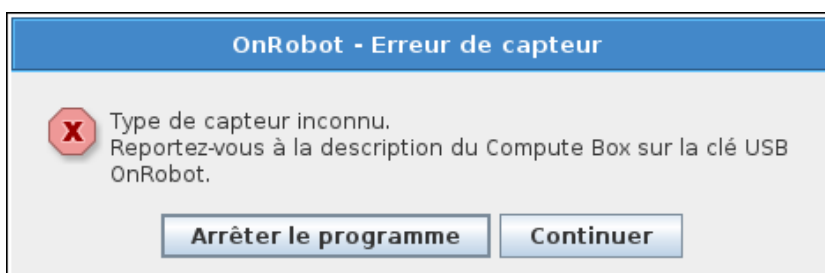 OnRobot - Erreur de capteur
Type de capteur inconnu.
Reportez-vous à la description du Compute Box sur la clé USB
OnRobot.
Arrêter le programme
Continuer